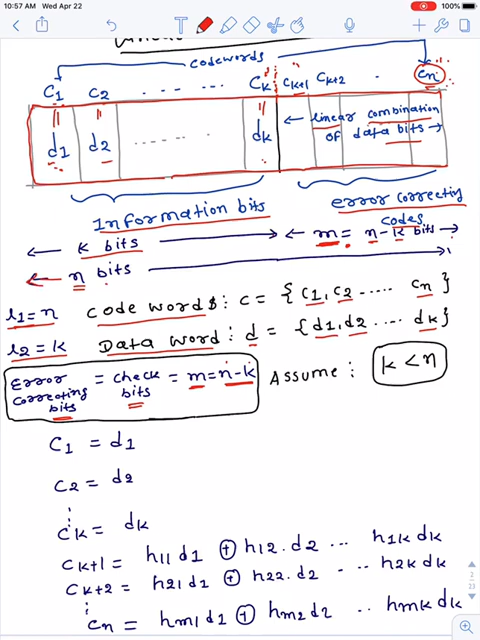 10:57 AM Wed Apr 22
100%
codewords
C1 C2 ..... ..... Ck Ck+1 Ck+2 . Cn
d1 d2 ...... dk ← linear combination
of data bits →
Information bits
error correcting
codes
← k bits → ← m = n-k bits →
← n bits →
r1=n code words : c = {c1, c2 ..... cn}
r2=k Data word : d = {d1, d2 ... dk}
Error correcting bits = check bits = m=n-k
Assume : k < n
C1 = d1
C2 = d2
⋮
Ck = dk
Ck+1 = h11 d1 ⊕ h12.d2 ... h1k dk
Ck+2 = h21 d1 ⊕ h22.d2 .. h2k dk
⋮
Cn = hm1 d1 ⊕ hm2 d2 .. hmk dk
2
23